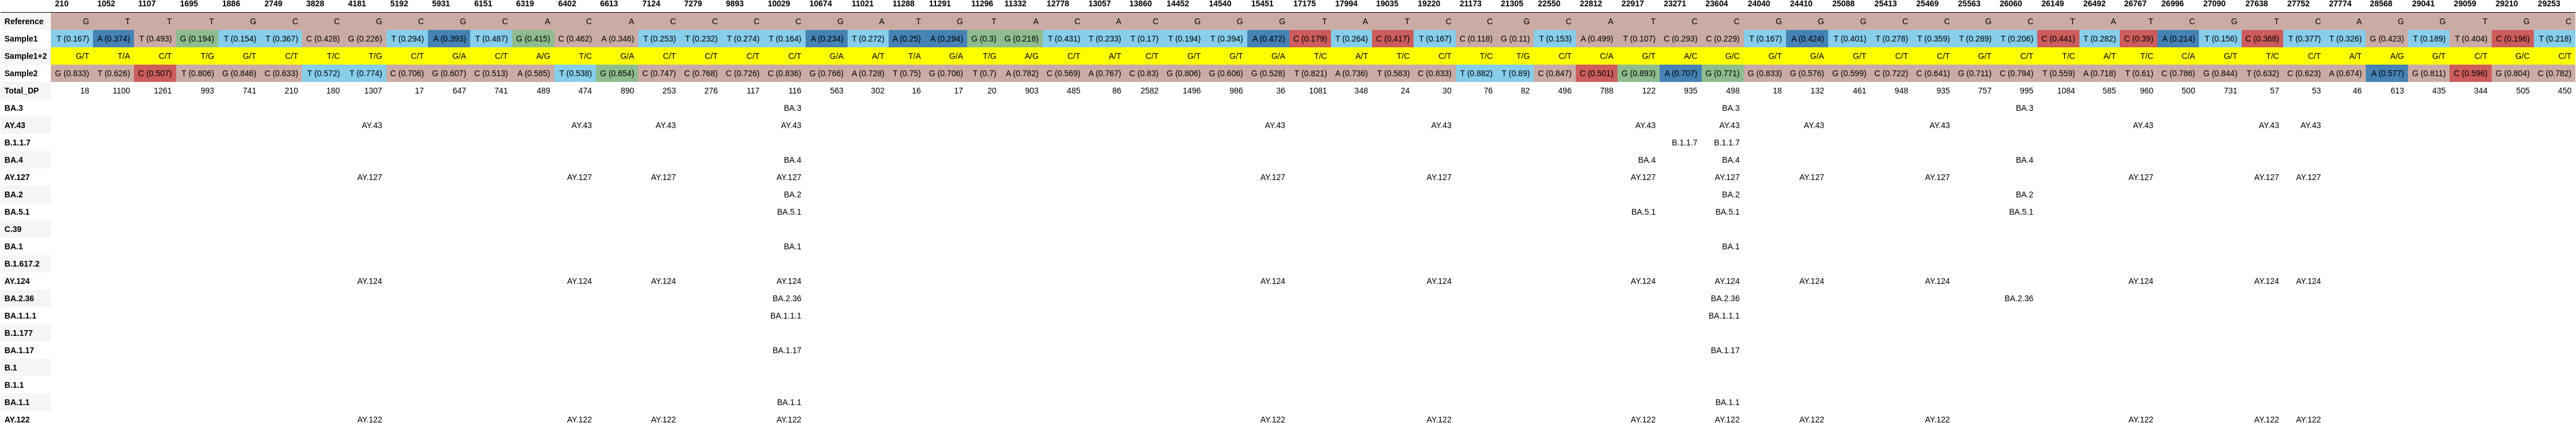 210 1052 1107 1695 1886 2749 3828 4181 5192 5931 6151 6319 6402 6613 7124 7279 9893 10029 10674 11021 11288 11291 11296 11332 12778 13057 13860 14452 14540 15451 17175 17994 19035 19220 21173 21305 22550 22812 22917 23271 23604 24040 24410 25088 25413 25469 25563 26060 26149 26492 26767 26996 27090 27638 27752 27774 28568 29041 29059 29210 29253
Reference G T T T G C C G C G C A C A C C C C G A T G T A C A C G G G T A T C C G C A T C C G G G C C G C T A T C G T C A G G T G C
Sample1 T (0.167) A (0.374) T (0.493) G (0.194) T (0.154) T (0.367) C (0.428) G (0.226) T (0.294) A (0.393) T (0.487) G (0.415) C (0.462) A (0.346) T (0.253) T (0.232) T (0.274) T (0.164) A (0.234) T (0.272) A (0.25) A (0.294) G (0.3) G (0.218) T (0.431) T (0.233) T (0.17) T (0.194) T (0.394) A (0.472) C (0.179) T (0.264) C (0.417) T (0.167) C (0.118) G (0.11) T (0.153) A (0.499) T (0.107) C (0.293) C (0.229) T (0.167) A (0.424) T (0.401) T (0.278) T (0.359) T (0.289) T (0.206) C (0.441) T (0.282) C (0.39) A (0.214) T (0.156) C (0.368) T (0.377) T (0.326) G (0.423) T (0.189) T (0.404) C (0.196) T (0.218)
Sample1+2 G/T T/A C/T T/G G/T C/T T/C T/G C/T G/A C/T A/G T/C G/A C/T C/T C/T C/T G/A A/T T/A G/A T/G A/G C/T A/T C/T G/T G/T G/A T/C A/T T/C C/T T/C T/G C/T C/A G/T A/C G/C G/T G/A G/T C/T C/T G/T C/T T/C A/T T/C C/A G/T T/C C/T A/T A/G G/T C/T G/C C/T
Sample2 G (0.833) T (0.626) C (0.507) T (0.806) G (0.846) C (0.633) T (0.572) T (0.774) C (0.706) G (0.607) C (0.513) A (0.585) T (0.538) G (0.654) C (0.747) C (0.768) C (0.726) C (0.836) G (0.766) A (0.728) T (0.75) G (0.706) T (0.7) A (0.782) C (0.569) A (0.767) C (0.83) G (0.806) G (0.606) G (0.528) T (0.821) A (0.736) T (0.583) C (0.833) T (0.882) T (0.89) C (0.847) C (0.501) G (0.893) A (0.707) G (0.771) G (0.833) G (0.576) G (0.599) C (0.722) C (0.641) G (0.711) C (0.794) T (0.559) A (0.718) T (0.61) C (0.786) G (0.844) T (0.632) C (0.623) A (0.674) A (0.577) G (0.811) C (0.596) G (0.804) C (0.782)
Total_DP 18 1100 1261 993 741 210 180 1307 17 647 741 489 474 890 253 276 117 116 563 302 16 17 20 903 485 86 2582 1496 986 36 1081 348 24 30 76 82 496 788 122 935 498 18 132 461 948 935 757 995 1084 585 960 500 731 57 53 46 613 435 344 505 450
BA.3 BA.3 BA.3 BA.3
AY.43 AY.43 AY.43 AY.43 AY.43 AY.43 AY.43 AY.43 AY.43 AY.43 AY.43 AY.43 AY.43 AY.43
B.1.1.7 B.1.1.7 B.1.1.7
BA.4 BA.4 BA.4 BA.4 BA.4
AY.127 AY.127 AY.127 AY.127 AY.127 AY.127 AY.127 AY.127 AY.127 AY.127 AY.127 AY.127 AY.127 AY.127
BA.2 BA.2 BA.2 BA.2
BA.5.1 BA.5.1 BA.5.1 BA.5.1 BA.5.1
C.39
BA.1 BA.1 BA.1
B.1.617.2
AY.124 AY.124 AY.124 AY.124 AY.124 AY.124 AY.124 AY.124 AY.124 AY.124 AY.124 AY.124 AY.124 AY.124
BA.2.36 BA.2.36 BA.2.36 BA.2.36
BA.1.1.1 BA.1.1.1 BA.1.1.1
B.1.177
BA.1.17 BA.1.17 BA.1.17
B.1
B.1.1
BA.1.1 BA.1.1 BA.1.1
AY.122 AY.122 AY.122 AY.122 AY.122 AY.122 AY.122 AY.122 AY.122 AY.122 AY.122 AY.122 AY.122 AY.122